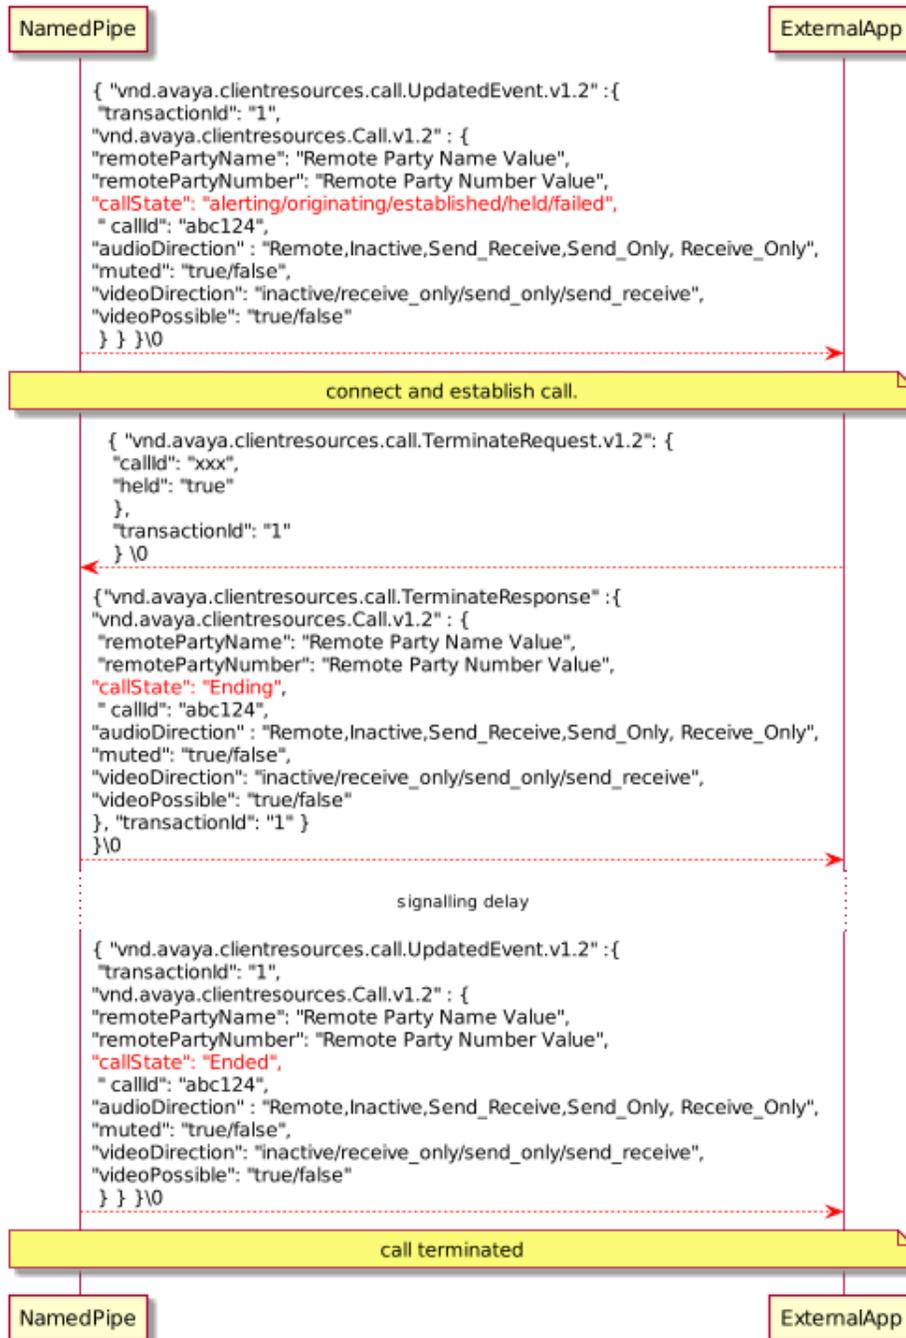 NamedPipe
ExternalApp
{ "vnd.avaya.clientresources.call.UpdatedEvent.v1.2" :{
"transactionId": "1",
"vnd.avaya.clientresources.Call.v1.2" : {
"remotePartyName": "Remote Party Name Value",
"remotePartyNumber": "Remote Party Number Value",
"callState": "alerting/originating/established/held/failed",
" callId": "abc124",
"audioDirection" : "Remote,Inactive,Send_Receive,Send_Only, Receive_Only",
"muted": "true/false",
"videoDirection": "inactive/receive_only/send_only/send_receive",
"videoPossible": "true/false"
} } }\0
connect and establish call.
{ "vnd.avaya.clientresources.call.TerminateRequest.v1.2": {
"callId": "xxx",
"held": "true"
},
"transactionId": "1"
} \0
{"vnd.avaya.clientresources.call.TerminateResponse" :{
"vnd.avaya.clientresources.Call.v1.2" : {
"remotePartyName": "Remote Party Name Value",
"remotePartyNumber": "Remote Party Number Value",
"callState": "Ending",
" callId": "abc124",
"audioDirection" : "Remote,Inactive,Send_Receive,Send_Only, Receive_Only",
"muted": "true/false",
"videoDirection": "inactive/receive_only/send_only/send_receive",
"videoPossible": "true/false"
}, "transactionId": "1" }
}\0
signalling delay
{ "vnd.avaya.clientresources.call.UpdatedEvent.v1.2" :{
"transactionId": "1",
"vnd.avaya.clientresources.Call.v1.2" : {
"remotePartyName": "Remote Party Name Value",
"remotePartyNumber": "Remote Party Number Value",
"callState": "Ended",
" callId": "abc124",
"audioDirection" : "Remote,Inactive,Send_Receive,Send_Only, Receive_Only",
"muted": "true/false",
"videoDirection": "inactive/receive_only/send_only/send_receive",
"videoPossible": "true/false"
} } }\0
call terminated
NamedPipe
ExternalApp